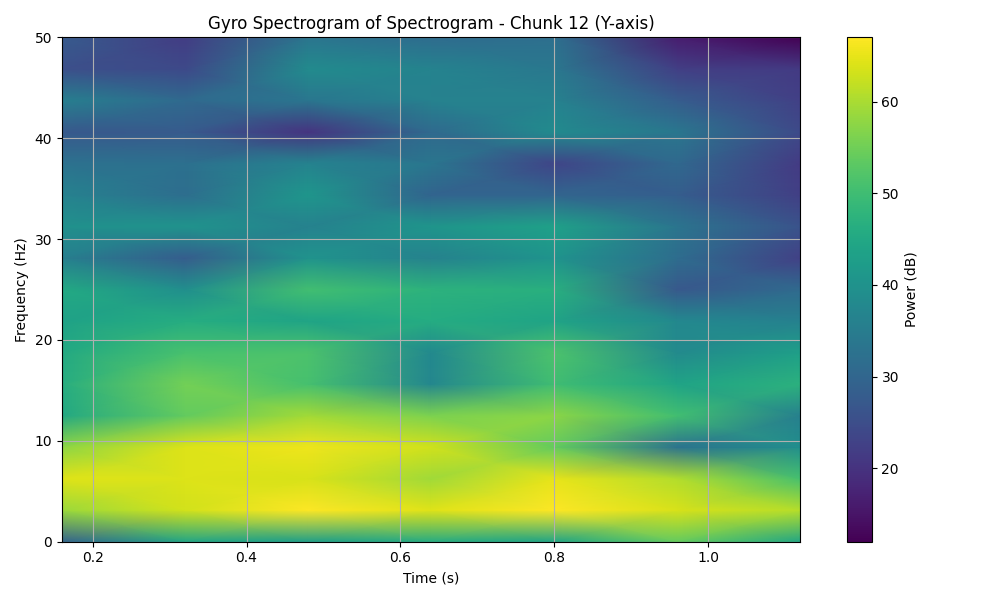 Gyro Spectrogram of Spectrogram - Chunk 12 (Y-axis)
Frequency (Hz)
50
40
30
20
10
0
0.2 0.4 0.6 0.8 1.0
Time (s)
60
50
40
30
20
Power (dB)